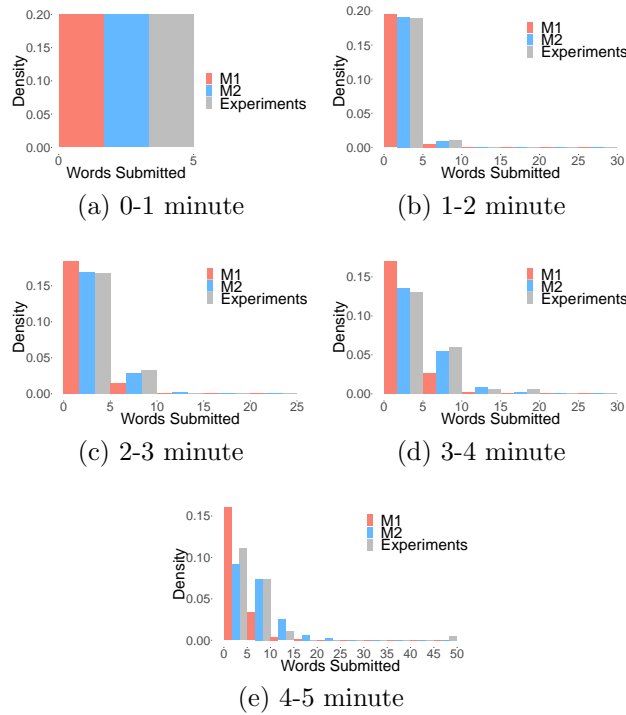 0.20
0.15
0.10
0.05
0.00
Density
0
5
Words Submitted
M1
M2
Experiments
(a) 0-1 minute
0.20
0.15
0.10
0.05
0.00
Density
0 5 10 15 20 25 30
Words Submitted
M1
M2
Experiments
(b) 1-2 minute
0.15
0.10
0.05
0.00
Density
0 5 10 15 20 25
Words Submitted
M1
M2
Experiments
(c) 2-3 minute
0.15
0.10
0.05
0.00
Density
0 5 10 15 20 25 30
Words Submitted
M1
M2
Experiments
(d) 3-4 minute
0.15
0.10
0.05
0.00
Density
0 5 10 15 20 25 30 35 40 45 50
Words Submitted
M1
M2
Experiments
(e) 4-5 minute